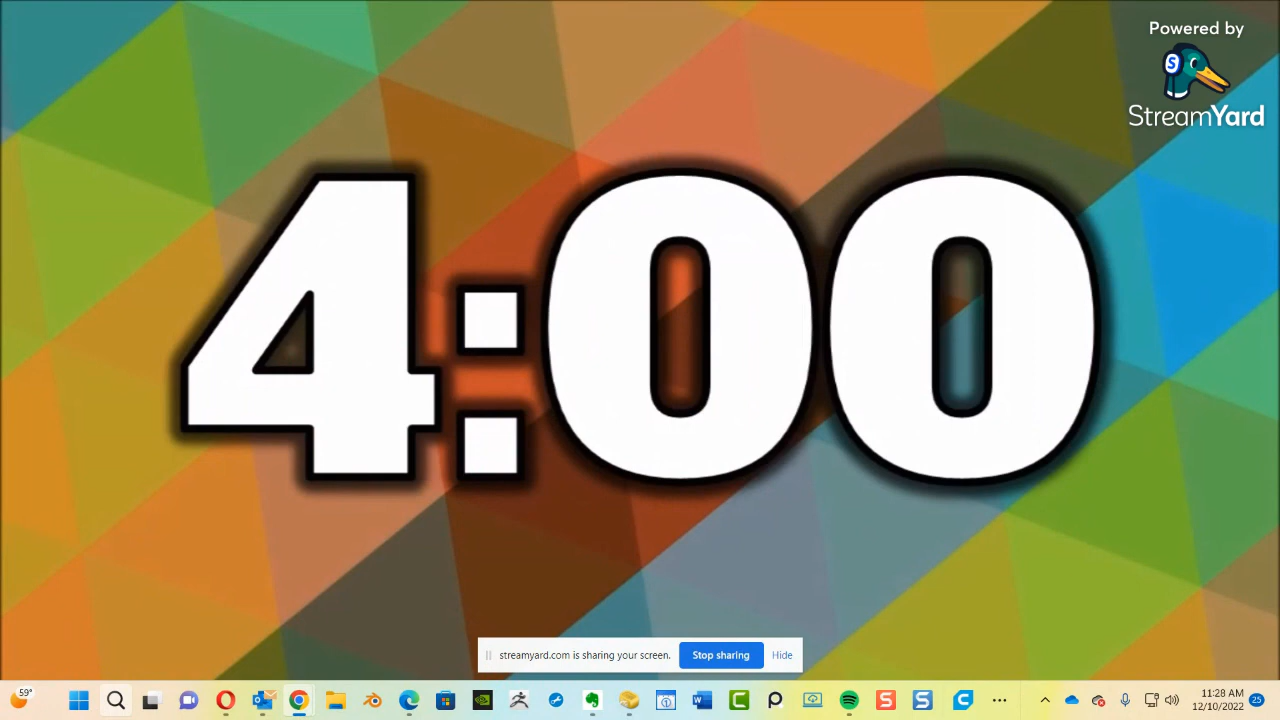 Powered by
S
StreamYard
4:00
streamyard.com is sharing your screen.
Stop sharing
Hide
59°
11:28 AM
12/10/2022
25